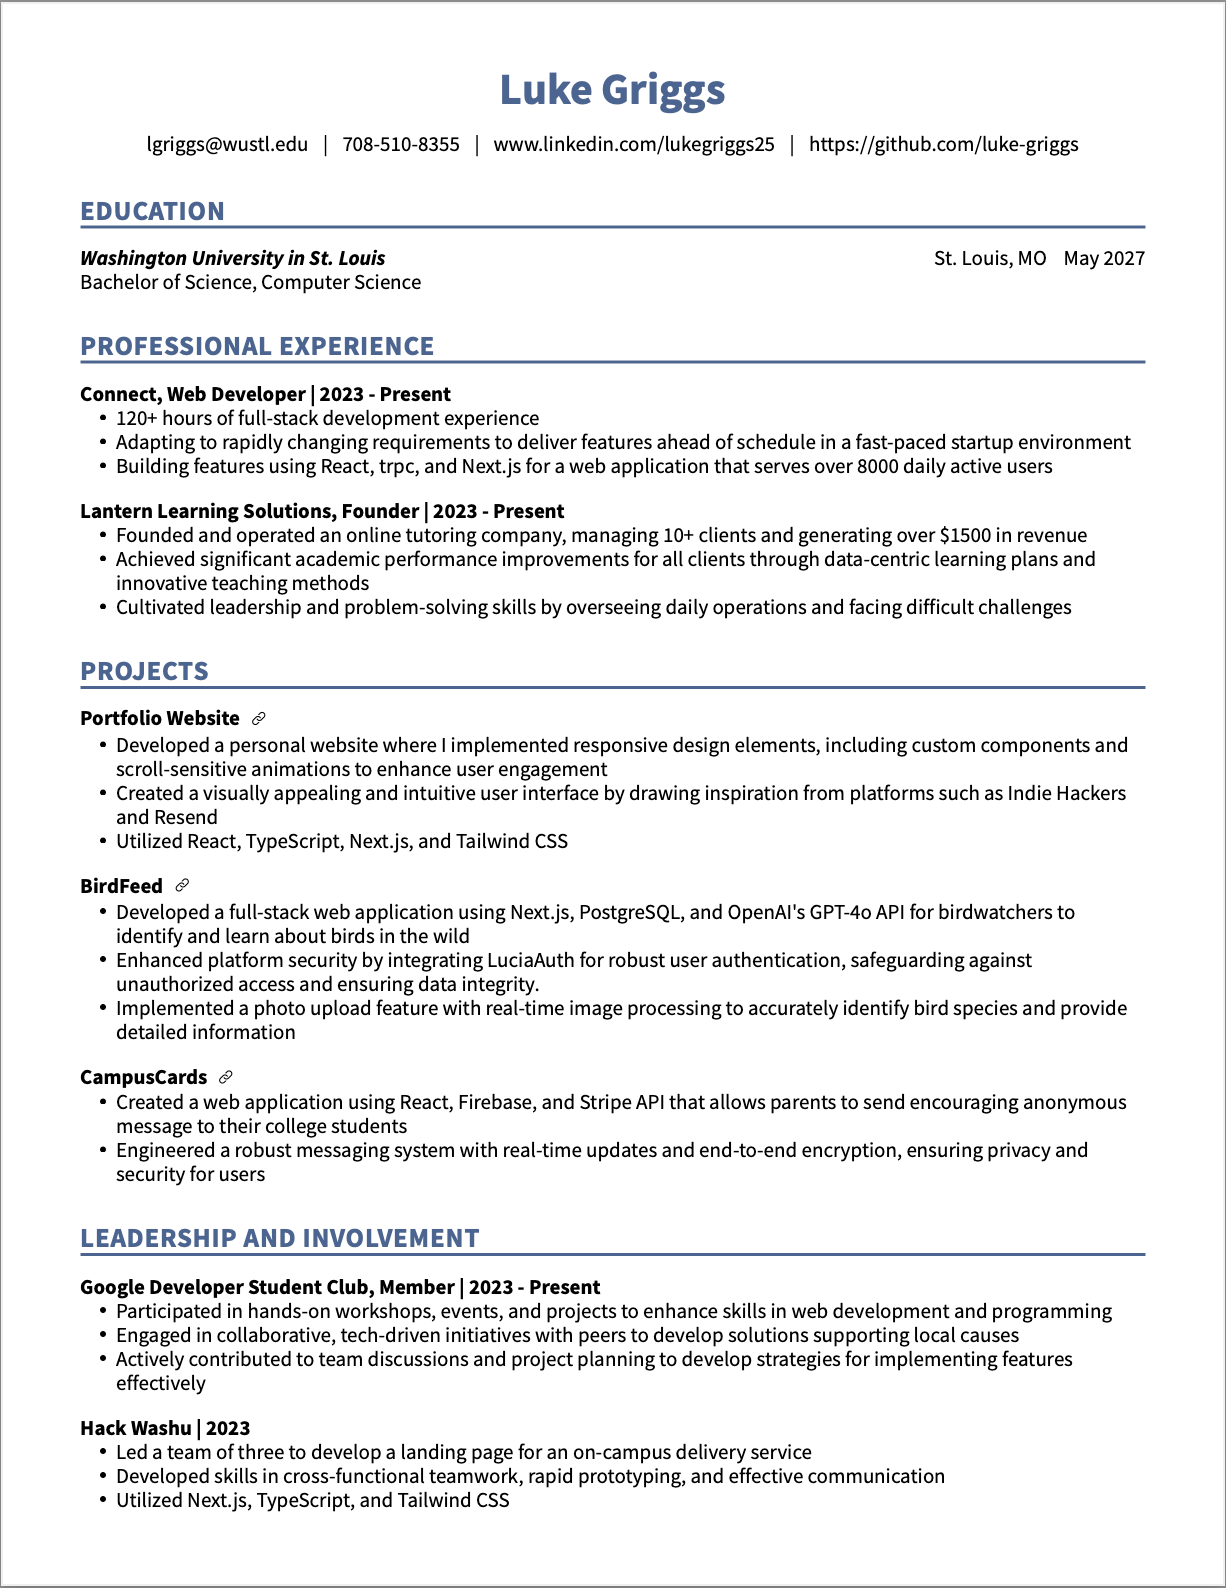 Luke Griggs
lgriggs@wustl.edu | 708-510-8355 | www.linkedin.com/lukegriggs25 | https://github.com/luke-griggs
EDUCATION
Washington University in St. Louis St. Louis, MO May 2027
Bachelor of Science, Computer Science
PROFESSIONAL EXPERIENCE
Connect, Web Developer | 2023 - Present
• 120+ hours of full-stack development experience
• Adapting to rapidly changing requirements to deliver features ahead of schedule in a fast-paced startup environment
• Building features using React, trpc, and Next.js for a web application that serves over 8000 daily active users
Lantern Learning Solutions, Founder | 2023 - Present
• Founded and operated an online tutoring company, managing 10+ clients and generating over $1500 in revenue
• Achieved significant academic performance improvements for all clients through data-centric learning plans and
innovative teaching methods
• Cultivated leadership and problem-solving skills by overseeing daily operations and facing difficult challenges
PROJECTS
Portfolio Website
• Developed a personal website where I implemented responsive design elements, including custom components and
scroll-sensitive animations to enhance user engagement
• Created a visually appealing and intuitive user interface by drawing inspiration from platforms such as Indie Hackers
and Resend
• Utilized React, TypeScript, Next.js, and Tailwind CSS
BirdFeed
• Developed a full-stack web application using Next.js, PostgreSQL, and OpenAI's GPT-4o API for birdwatchers to
identify and learn about birds in the wild
• Enhanced platform security by integrating LuciaAuth for robust user authentication, safeguarding against
unauthorized access and ensuring data integrity.
• Implemented a photo upload feature with real-time image processing to accurately identify bird species and provide
detailed information
CampusCards
• Created a web application using React, Firebase, and Stripe API that allows parents to send encouraging anonymous
message to their college students
• Engineered a robust messaging system with real-time updates and end-to-end encryption, ensuring privacy and
security for users
LEADERSHIP AND INVOLVEMENT
Google Developer Student Club, Member | 2023 - Present
• Participated in hands-on workshops, events, and projects to enhance skills in web development and programming
• Engaged in collaborative, tech-driven initiatives with peers to develop solutions supporting local causes
• Actively contributed to team discussions and project planning to develop strategies for implementing features
effectively
Hack Washu | 2023
• Led a team of three to develop a landing page for an on-campus delivery service
• Developed skills in cross-functional teamwork, rapid prototyping, and effective communication
• Utilized Next.js, TypeScript, and Tailwind CSS